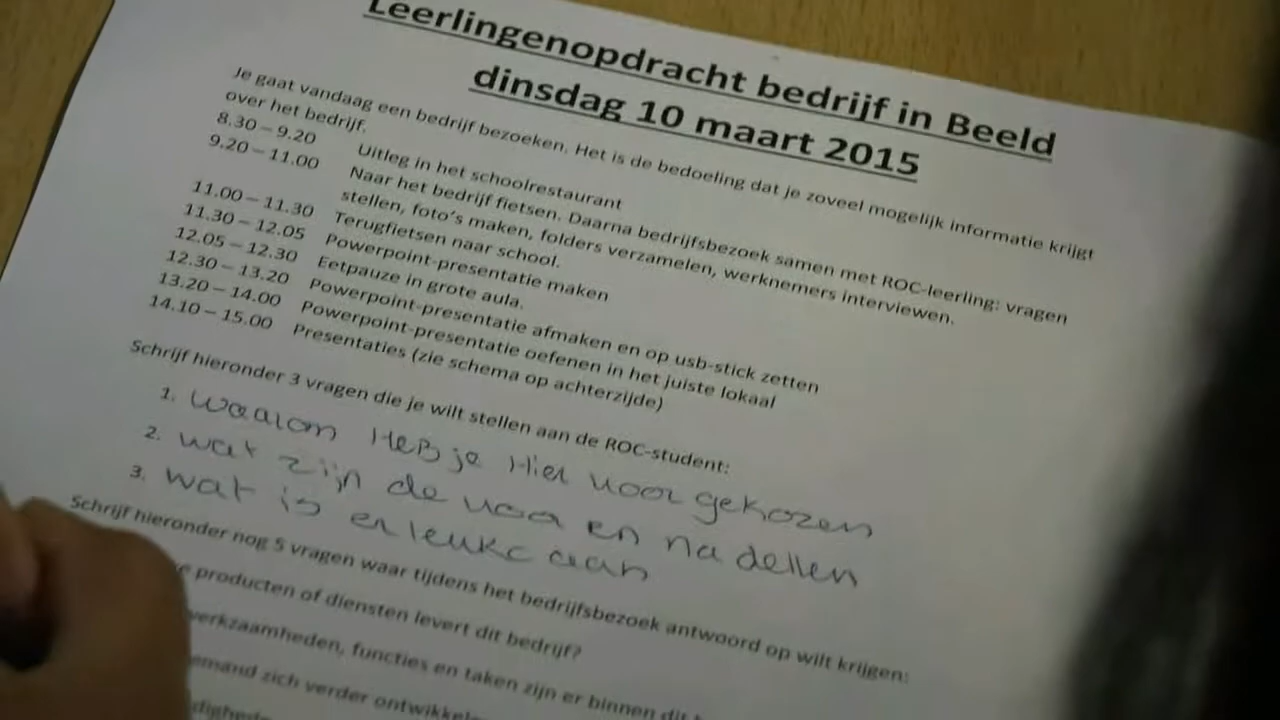 Leerlingenopdracht bedrijf in Beeld
dinsdag 10 maart 2015
Je gaat vandaag een bedrijf bezoeken. Het is de bedoeling dat je zoveel mogelijk informatie krijgt
over het bedrijf.
8.30 – 9.20 Uitleg in het schoolrestaurant
9.20 – 11.00 Naar het bedrijf fietsen. Daarna bedrijfsbezoek samen met ROC-leerling: vragen
stellen, foto's maken, folders verzamelen, werknemers interviewen.
11.00 – 11.30 Terugfietsen naar school.
11.30 – 12.05 Powerpoint-presentatie maken
12.05 – 12.30 Eetpauze in grote aula.
12.30 – 13.20 Powerpoint-presentatie afmaken en op usb-stick zetten
13.20 – 14.00 Powerpoint-presentatie oefenen in het juiste lokaal
14.10 – 15.00 Presentaties (zie schema op achterzijde)
Schrijf hieronder 3 vragen die je wilt stellen aan de ROC-student:
1. waarom Heb je Hier voor gekozen
2. wat zijn de voor en na dellen
3. wat is er leuk aan
Schrijf hieronder nog 5 vragen waar tijdens het bedrijfsbezoek antwoord op wilt krijgen:
producten of diensten levert dit bedrijf?
werkzaamheden, functies en taken zijn er binnen dit
zich verder